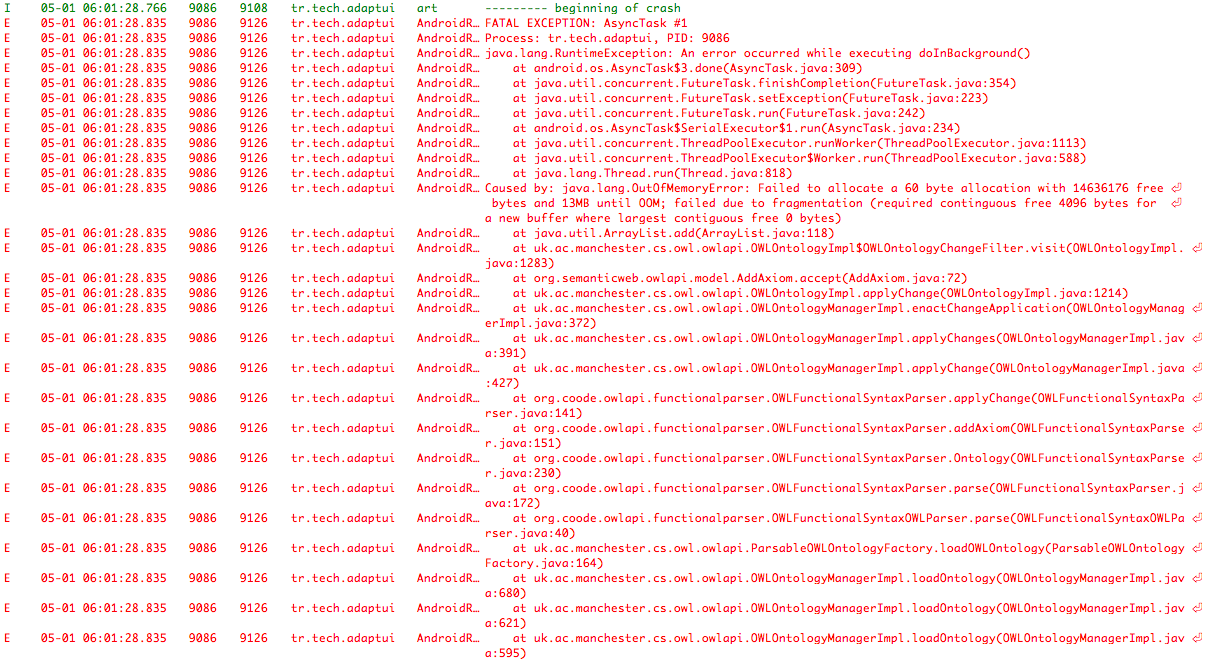 I 05-01 06:01:28.766 9086 9108 tr.tech.adaptui art --------- beginning of crash
E 05-01 06:01:28.835 9086 9126 tr.tech.adaptui AndroidR… FATAL EXCEPTION: AsyncTask #1
E 05-01 06:01:28.835 9086 9126 tr.tech.adaptui AndroidR… Process: tr.tech.adaptui, PID: 9086
E 05-01 06:01:28.835 9086 9126 tr.tech.adaptui AndroidR… java.lang.RuntimeException: An error occurred while executing doInBackground()
E 05-01 06:01:28.835 9086 9126 tr.tech.adaptui AndroidR… at android.os.AsyncTask$3.done(AsyncTask.java:309)
E 05-01 06:01:28.835 9086 9126 tr.tech.adaptui AndroidR… at java.util.concurrent.FutureTask.finishCompletion(FutureTask.java:354)
E 05-01 06:01:28.835 9086 9126 tr.tech.adaptui AndroidR… at java.util.concurrent.FutureTask.setException(FutureTask.java:223)
E 05-01 06:01:28.835 9086 9126 tr.tech.adaptui AndroidR… at java.util.concurrent.FutureTask.run(FutureTask.java:242)
E 05-01 06:01:28.835 9086 9126 tr.tech.adaptui AndroidR… at android.os.AsyncTask$SerialExecutor$1.run(AsyncTask.java:234)
E 05-01 06:01:28.835 9086 9126 tr.tech.adaptui AndroidR… at java.util.concurrent.ThreadPoolExecutor.runWorker(ThreadPoolExecutor.java:1113)
E 05-01 06:01:28.835 9086 9126 tr.tech.adaptui AndroidR… at java.util.concurrent.ThreadPoolExecutor$Worker.run(ThreadPoolExecutor.java:588)
E 05-01 06:01:28.835 9086 9126 tr.tech.adaptui AndroidR… at java.lang.Thread.run(Thread.java:818)
E 05-01 06:01:28.835 9086 9126 tr.tech.adaptui AndroidR… Caused by: java.lang.OutOfMemoryError: Failed to allocate a 60 byte allocation with 14636176 free ⏎
bytes and 13MB until OOM; failed due to fragmentation (required continguous free 4096 bytes for ⏎
a new buffer where largest contiguous free 0 bytes)
E 05-01 06:01:28.835 9086 9126 tr.tech.adaptui AndroidR… at java.util.ArrayList.add(ArrayList.java:118)
E 05-01 06:01:28.835 9086 9126 tr.tech.adaptui AndroidR… at uk.ac.manchester.cs.owl.owlapi.OWLOntologyImpl$OWLOntologyChangeFilter.visit(OWLOntologyImpl. ⏎
java:1283)
E 05-01 06:01:28.835 9086 9126 tr.tech.adaptui AndroidR… at org.semanticweb.owlapi.model.AddAxiom.accept(AddAxiom.java:72)
E 05-01 06:01:28.835 9086 9126 tr.tech.adaptui AndroidR… at uk.ac.manchester.cs.owl.owlapi.OWLOntologyImpl.applyChange(OWLOntologyImpl.java:1214)
E 05-01 06:01:28.835 9086 9126 tr.tech.adaptui AndroidR… at uk.ac.manchester.cs.owl.owlapi.OWLOntologyManagerImpl.enactChangeApplication(OWLOntologyManag ⏎
erImpl.java:372)
E 05-01 06:01:28.835 9086 9126 tr.tech.adaptui AndroidR… at uk.ac.manchester.cs.owl.owlapi.OWLOntologyManagerImpl.applyChanges(OWLOntologyManagerImpl.jav ⏎
a:391)
E 05-01 06:01:28.835 9086 9126 tr.tech.adaptui AndroidR… at uk.ac.manchester.cs.owl.owlapi.OWLOntologyManagerImpl.applyChange(OWLOntologyManagerImpl.java ⏎
:427)
E 05-01 06:01:28.835 9086 9126 tr.tech.adaptui AndroidR… at org.coode.owlapi.functionalparser.OWLFunctionalSyntaxParser.applyChange(OWLFunctionalSyntaxPa ⏎
rser.java:141)
E 05-01 06:01:28.835 9086 9126 tr.tech.adaptui AndroidR… at org.coode.owlapi.functionalparser.OWLFunctionalSyntaxParser.addAxiom(OWLFunctionalSyntaxParse ⏎
r.java:151)
E 05-01 06:01:28.835 9086 9126 tr.tech.adaptui AndroidR… at org.coode.owlapi.functionalparser.OWLFunctionalSyntaxParser.Ontology(OWLFunctionalSyntaxParse ⏎
r.java:230)
E 05-01 06:01:28.835 9086 9126 tr.tech.adaptui AndroidR… at org.coode.owlapi.functionalparser.OWLFunctionalSyntaxParser.parse(OWLFunctionalSyntaxParser.j ⏎
ava:172)
E 05-01 06:01:28.835 9086 9126 tr.tech.adaptui AndroidR… at org.coode.owlapi.functionalparser.OWLFunctionalSyntaxOWLParser.parse(OWLFunctionalSyntaxOWLPa ⏎
rser.java:40)
E 05-01 06:01:28.835 9086 9126 tr.tech.adaptui AndroidR… at uk.ac.manchester.cs.owl.owlapi.ParsableOWLOntologyFactory.loadOWLOntology(ParsableOWLOntology ⏎
Factory.java:164)
E 05-01 06:01:28.835 9086 9126 tr.tech.adaptui AndroidR… at uk.ac.manchester.cs.owl.owlapi.OWLOntologyManagerImpl.loadOntology(OWLOntologyManagerImpl.jav ⏎
a:680)
E 05-01 06:01:28.835 9086 9126 tr.tech.adaptui AndroidR… at uk.ac.manchester.cs.owl.owlapi.OWLOntologyManagerImpl.loadOntology(OWLOntologyManagerImpl.jav ⏎
a:621)
E 05-01 06:01:28.835 9086 9126 tr.tech.adaptui AndroidR… at uk.ac.manchester.cs.owl.owlapi.OWLOntologyManagerImpl.loadOntology(OWLOntologyManagerImpl.jav ⏎
a:595)